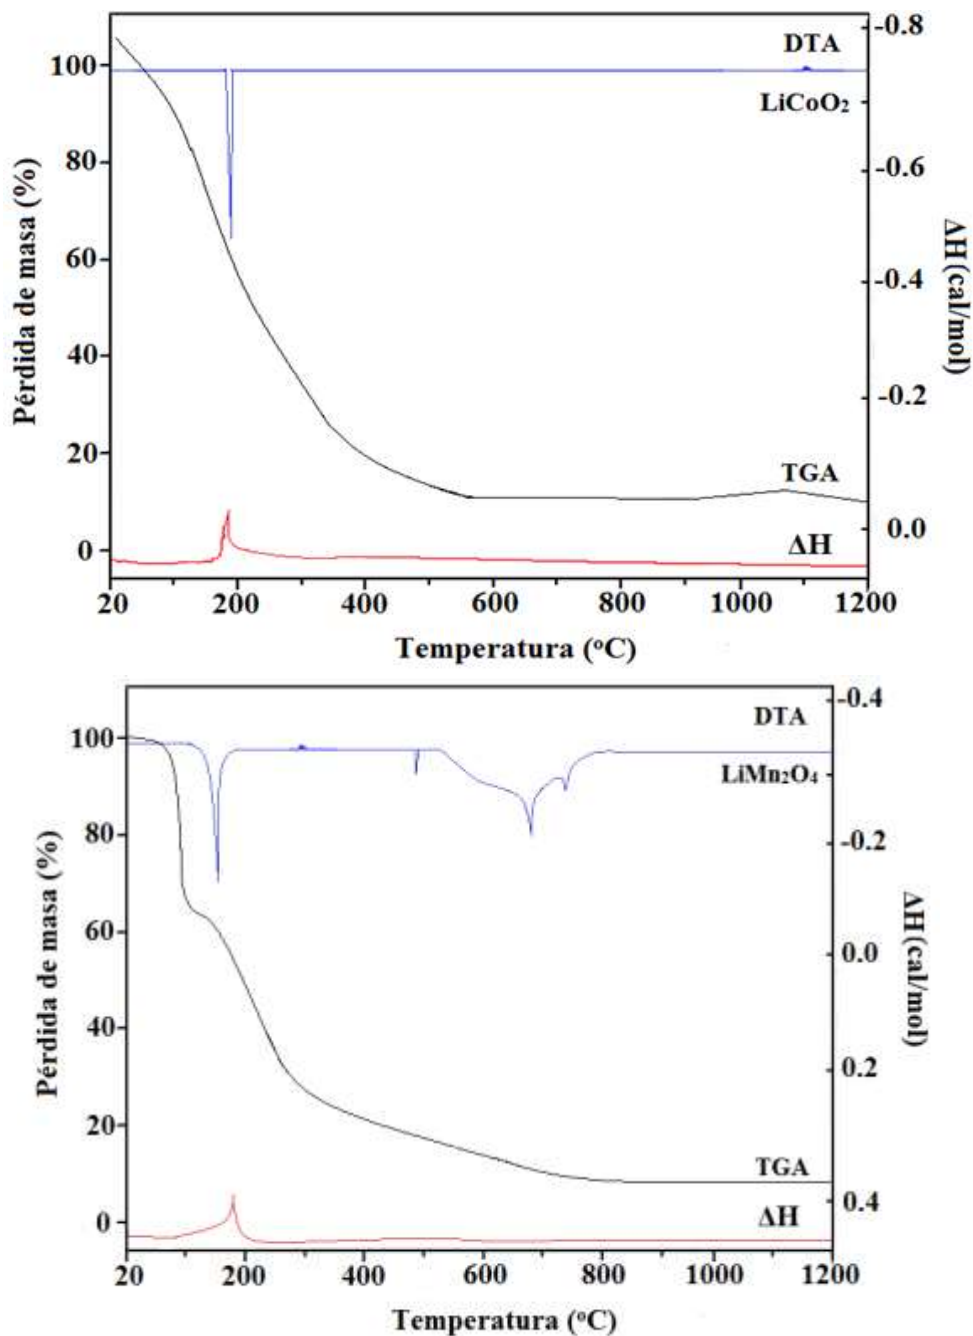 -0.8
DTA
100
LiCoO₂
80
-0.6
60
-0.4
40
-0.2
20
TGA
0.0
0
ΔH
Pérdida de masa (%)
ΔH (cal/mol)
20 200 400 600 800 1000 1200
Temperatura (ºC)
-0.4
DTA
100
LiMn₂O₄
80
-0.2
60
0.0
40
0.2
20
TGA
0.4
0
ΔH
Pérdida de masa (%)
ΔH (cal/mol)
20 200 400 600 800 1000 1200
Temperatura (ºC)